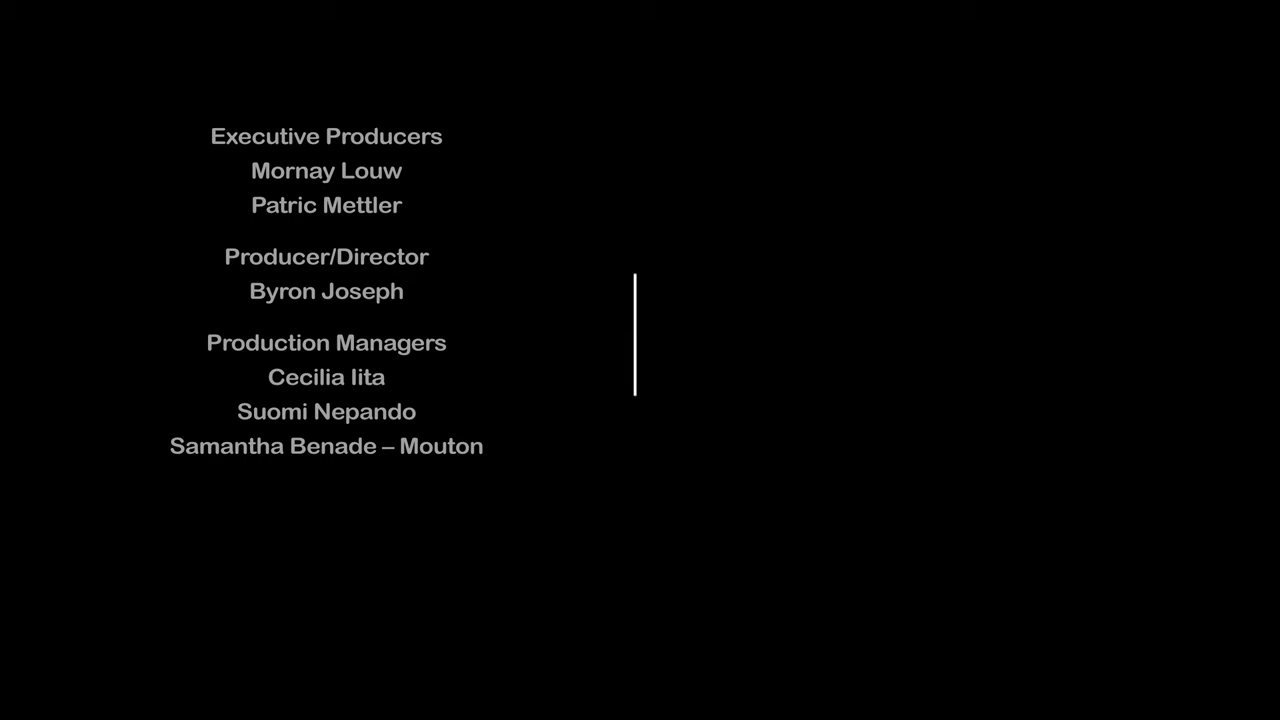 Executive Producers
Mornay Louw
Patric Mettler
Producer/Director
Byron Joseph
Production Managers
Cecilia Iita
Suomi Nepando
Samantha Benade – Mouton